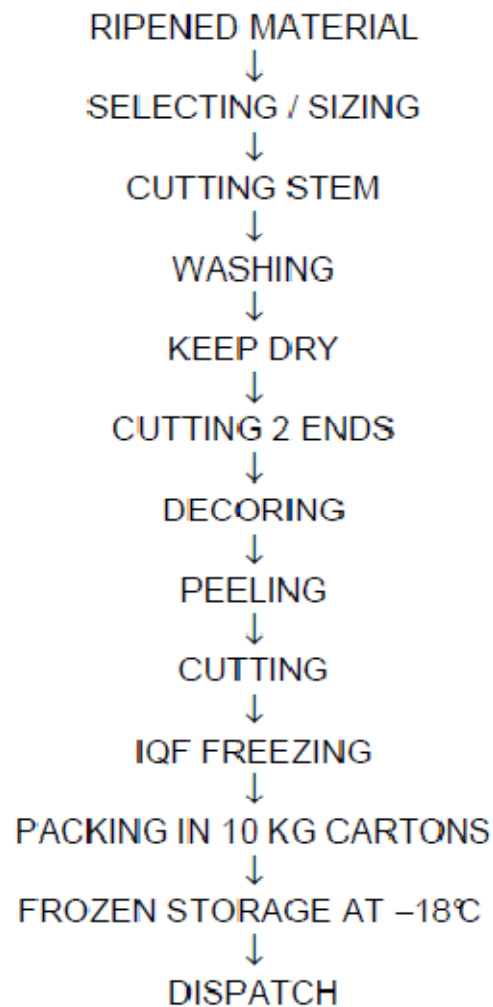 RIPENED MATERIAL
↓
SELECTING / SIZING
↓
CUTTING STEM
↓
WASHING
↓
KEEP DRY
↓
CUTTING 2 ENDS
↓
DECORING
↓
PEELING
↓
CUTTING
↓
IQF FREEZING
↓
PACKING IN 10 KG CARTONS
↓
FROZEN STORAGE AT –18°C
↓
DISPATCH